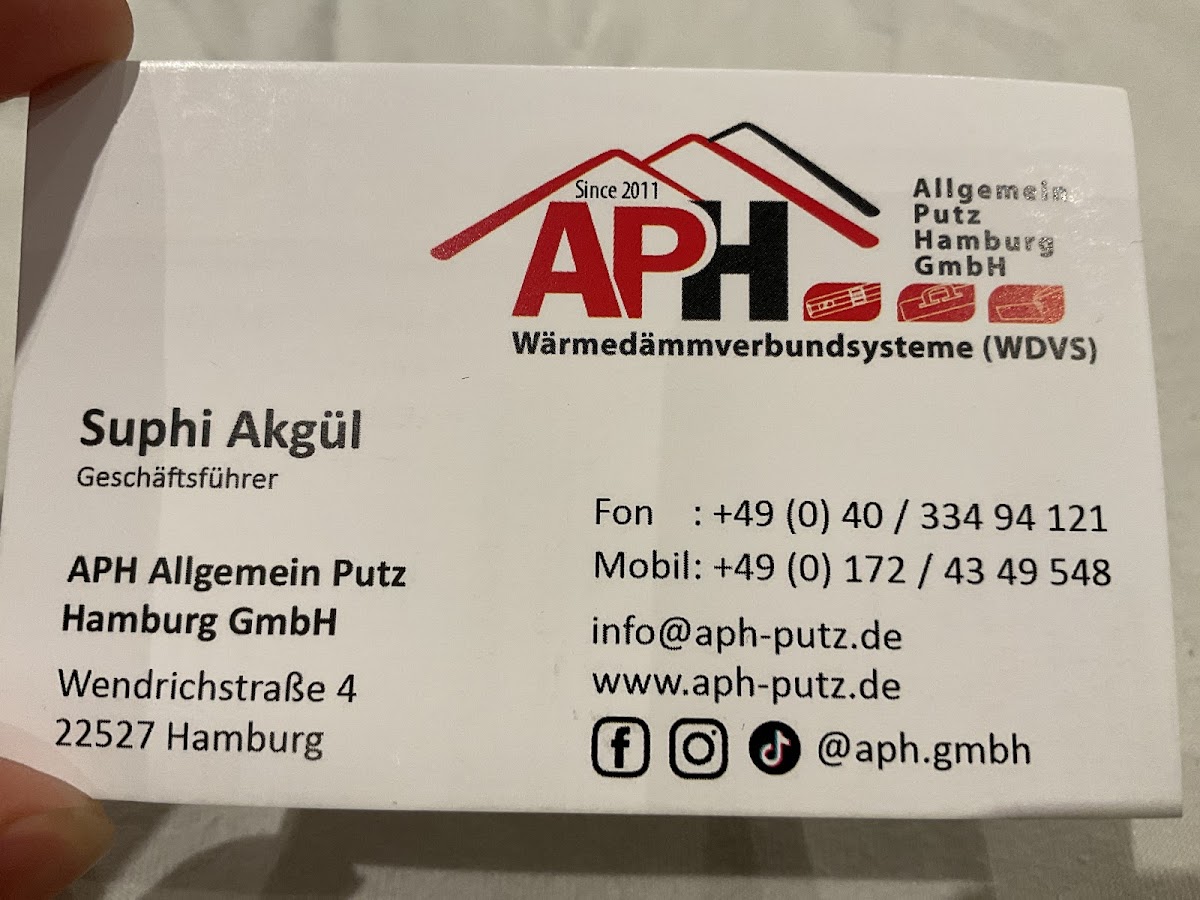 Since 2011
APH
Allgemein
Putz
Hamburg
GmbH
Wärmedämmverbundsysteme (WDVS)
Suphi Akgül
Geschäftsführer
APH Allgemein Putz
Hamburg GmbH
Wendrichstraße 4
22527 Hamburg
Fon : +49 (0) 40 / 334 94 121
Mobil: +49 (0) 172 / 43 49 548
info@aph-putz.de
www.aph-putz.de
@aph.gmbh